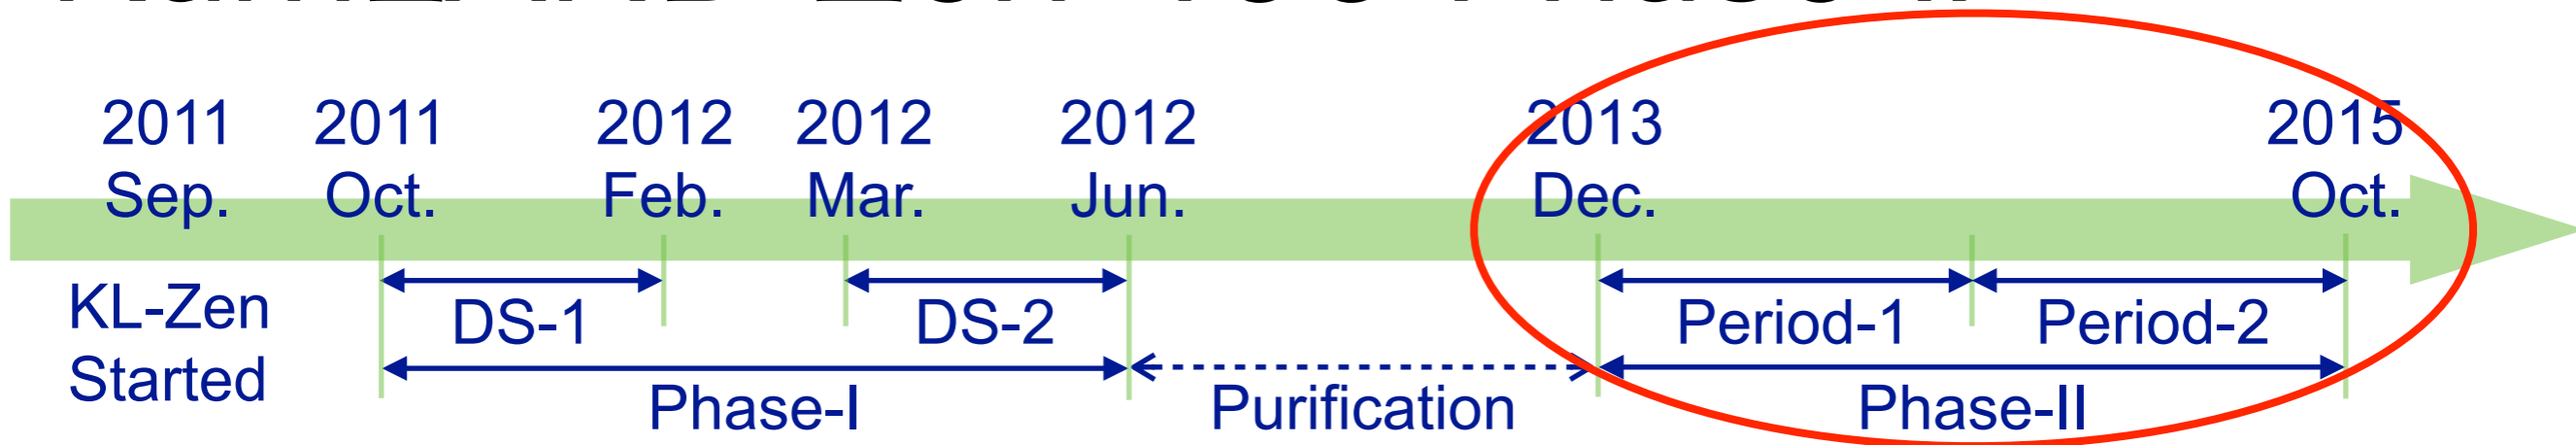 2011 2011 2012 2012 2012 2013 2015
Sep. Oct. Feb. Mar. Jun. Dec. Oct.
KL-Zen
Started
DS-1 DS-2 Period-1 Period-2
Phase-I Purification Phase-II